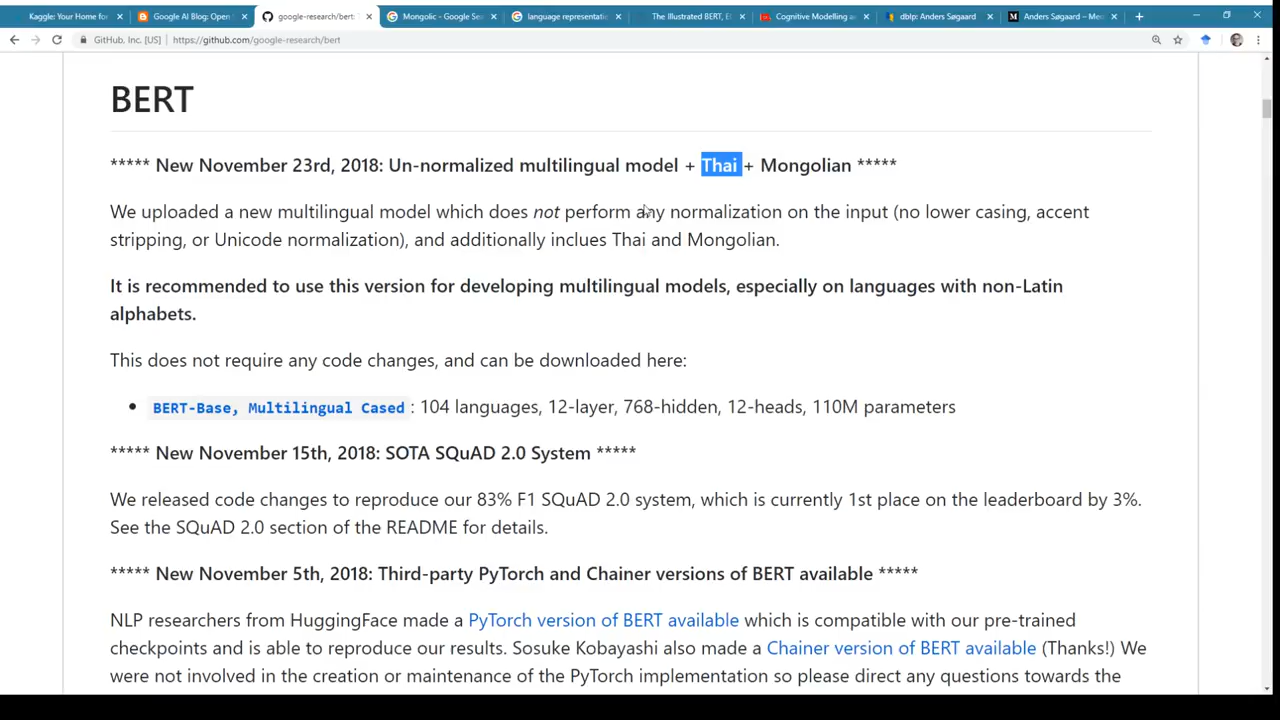 Kaggle: Your Home for
Google AI Blog: Open
google-research/bert:
Mongolic - Google Sea
language representatio
The Illustrated BERT, El
Cognitive Modelling an
dblp: Anders Søgaard
Anders Søgaard – Med
GitHub, Inc. [US] https://github.com/google-research/bert
BERT
***** New November 23rd, 2018: Un-normalized multilingual model + Thai + Mongolian *****
We uploaded a new multilingual model which does not perform any normalization on the input (no lower casing, accent
stripping, or Unicode normalization), and additionally inclues Thai and Mongolian.
It is recommended to use this version for developing multilingual models, especially on languages with non-Latin
alphabets.
This does not require any code changes, and can be downloaded here:
• BERT-Base, Multilingual Cased : 104 languages, 12-layer, 768-hidden, 12-heads, 110M parameters
***** New November 15th, 2018: SOTA SQuAD 2.0 System *****
We released code changes to reproduce our 83% F1 SQuAD 2.0 system, which is currently 1st place on the leaderboard by 3%.
See the SQuAD 2.0 section of the README for details.
***** New November 5th, 2018: Third-party PyTorch and Chainer versions of BERT available *****
NLP researchers from HuggingFace made a PyTorch version of BERT available which is compatible with our pre-trained
checkpoints and is able to reproduce our results. Sosuke Kobayashi also made a Chainer version of BERT available (Thanks!) We
were not involved in the creation or maintenance of the PyTorch implementation so please direct any questions towards the